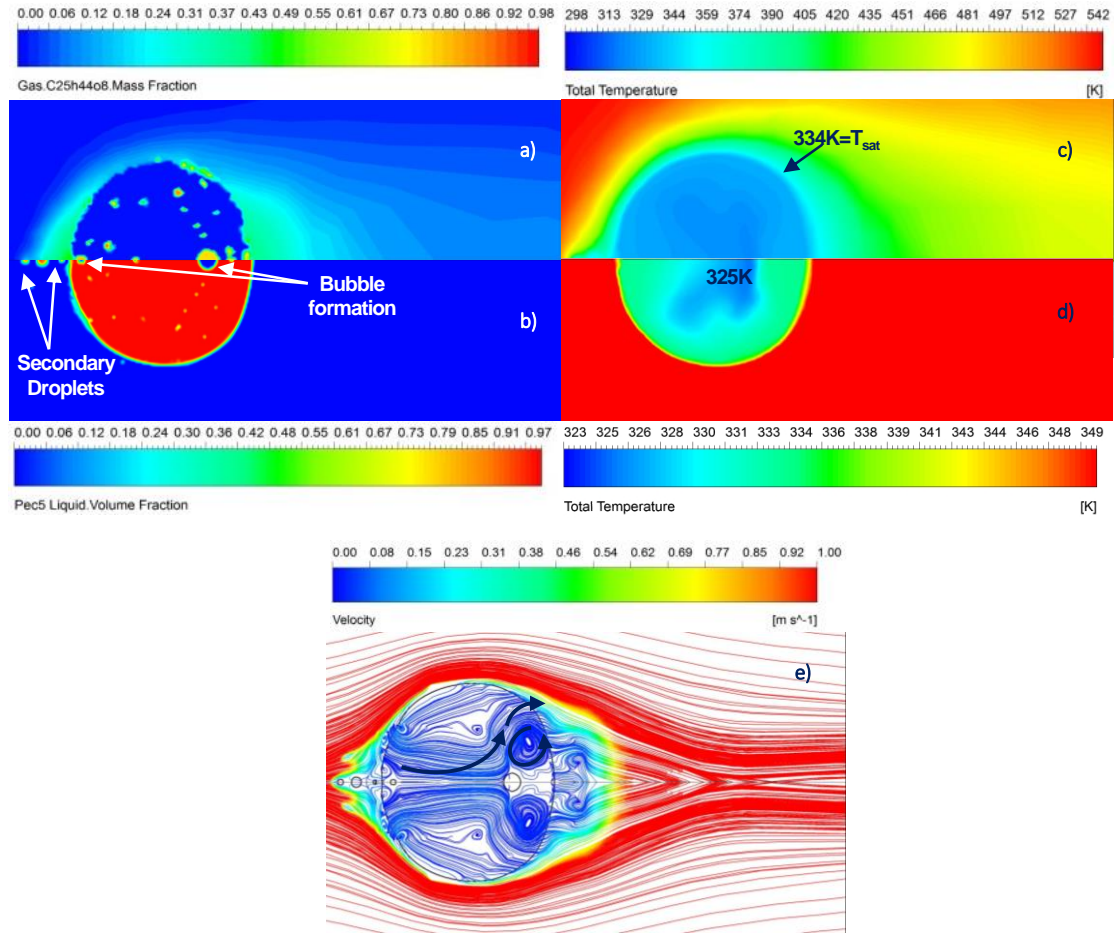 0.00 0.06 0.12 0.18 0.24 0.31 0.37 0.43 0.49 0.55 0.61 0.67 0.73 0.80 0.86 0.92 0.98
Gas.C25h44o8.Mass Fraction
298 313 329 344 359 374 390 405 420 436 451 466 481 497 512 527 542
Total Temperature [K]
a)
334K=Tsat
c)
325K
Bubble
formation
b)
d)
Secondary
Droplets
0.00 0.06 0.12 0.18 0.24 0.30 0.36 0.42 0.48 0.55 0.61 0.67 0.73 0.79 0.85 0.91 0.97
Pec5 Liquid.Volume Fraction
323 325 326 328 330 331 333 334 336 338 339 341 343 344 346 348 349
Total Temperature [K]
0.00 0.08 0.15 0.23 0.31 0.38 0.46 0.54 0.62 0.69 0.77 0.85 0.92 1.00
Velocity [m s^-1]
e)